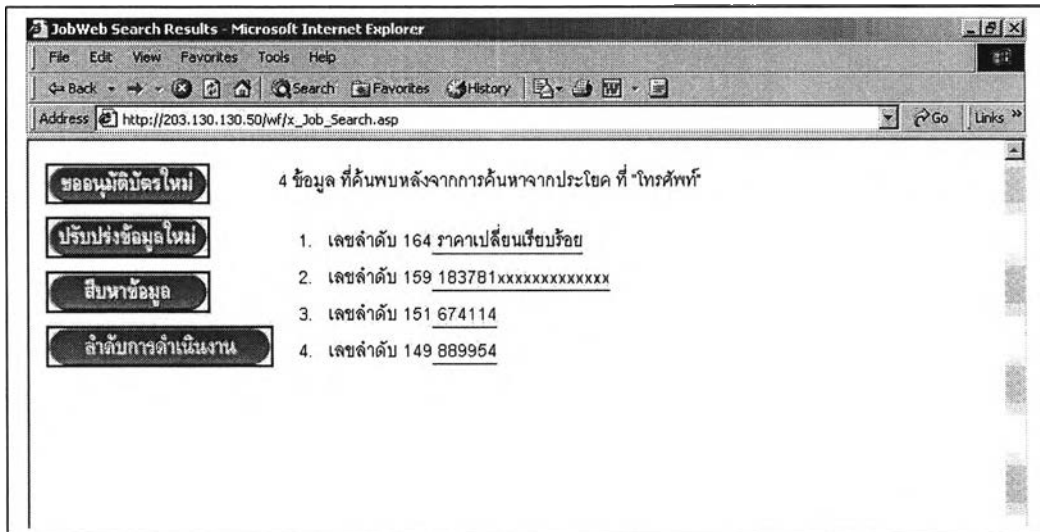 JobWeb Search Results - Microsoft Internet Explorer
File Edit View Favorites Tools Help
Back Search Favorites History
Address http://203.130.130.50/wf/x_Job_Search.asp Go Links »
ขออนุมัติบัตรใหม่
ปรับปรุงข้อมูลใหม่
สืบหาข้อมูล
ลำดับการดำเนินงาน
4 ข้อมูล ที่ค้นพบหลังจากการค้นหาจากประโยค ที่ "โทรศัพท์"
1. เลขลำดับ 164 ราคาเปลี่ยนเรียบร้อย
2. เลขลำดับ 159 183781xxxxxxxxxxxxx
3. เลขลำดับ 151 674114
4. เลขลำดับ 149 889954